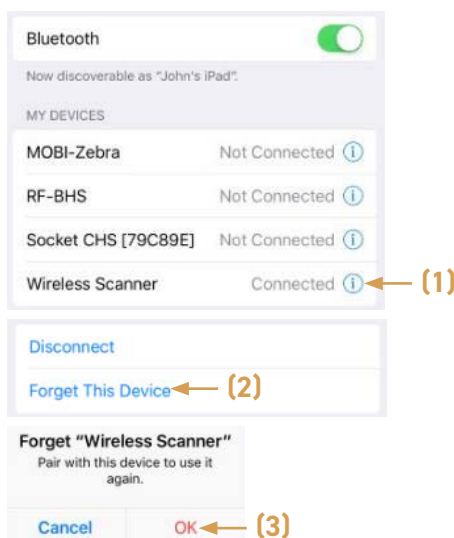 Bluetooth
Now discoverable as "John's iPad".
MY DEVICES
MOBI-Zebra Not Connected i
RF-BHS Not Connected i
Socket CHS [79C89E] Not Connected i
Wireless Scanner Connected i (1)
Disconnect
Forget This Device (2)
Forget "Wireless Scanner"
Pair with this device to use it
again.
Cancel OK (3)